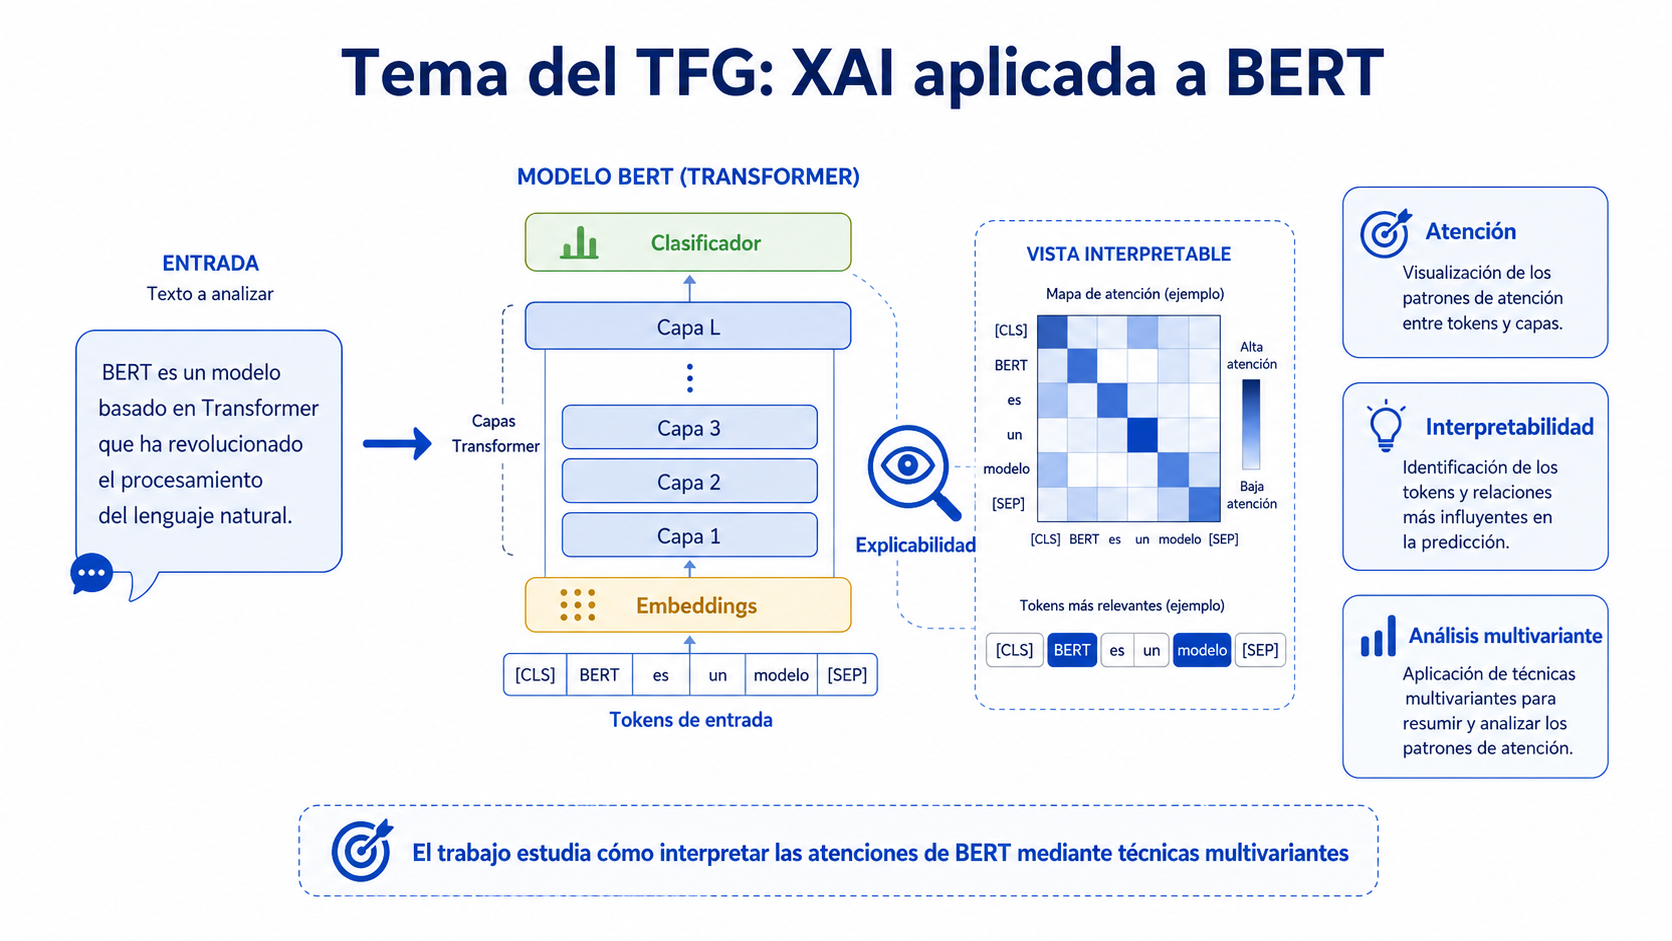 Tema del TFG: XAI aplicada a BERT
ENTRADA
Texto a analizar
BERT es un modelo
basado en Transformer
que ha revolucionado
el procesamiento
del lenguaje natural.
MODELO BERT (TRANSFORMER)
Clasificador
Capa L
Capas
Transformer
Capa 3
Capa 2
Capa 1
Embeddings
[CLS] BERT es un modelo [SEP]
Tokens de entrada
Explicabilidad
VISTA INTERPRETABLE
Mapa de atención (ejemplo)
[CLS]
BERT
es
un
modelo
[SEP]
[CLS] BERT es un modelo [SEP]
Alta
atención
Baja
atención
Tokens más relevantes (ejemplo)
[CLS] BERT es un modelo [SEP]
Atención
Visualización de los
patrones de atención
entre tokens y capas.
Interpretabilidad
Identificación de los
tokens y relaciones
más influyentes en
la predicción.
Análisis multivariante
Aplicación de técnicas
multivariantes para
resumir y analizar los
patrones de atención.
El trabajo estudia cómo interpretar las atenciones de BERT mediante técnicas multivariantes